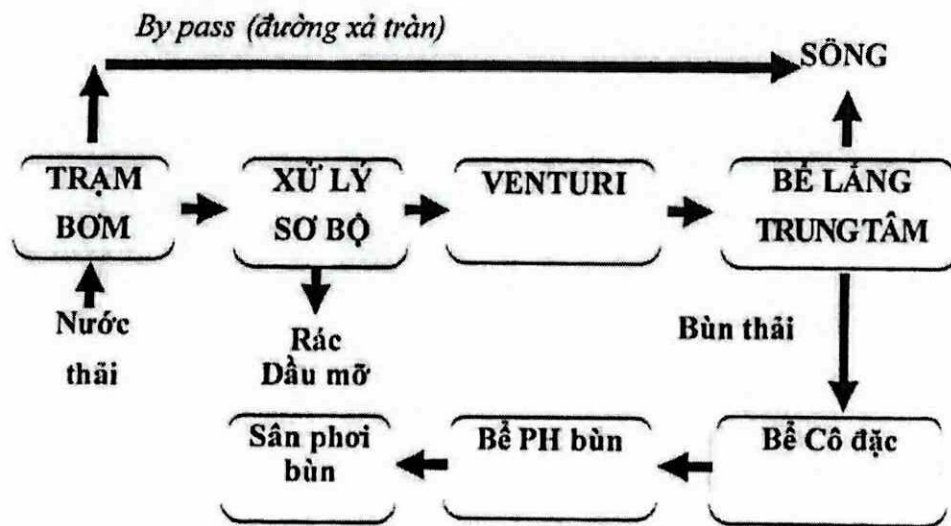 By pass (đường xả tràn)
SÔNG
TRẠM
BƠM
XỬ LÝ
SƠ BỘ
VENTURI
BỂ LẮNG
TRUNG TÂM
Nước
thải
Rác
Dầu mỡ
Bùn thải
Sân phơi
bùn
Bể PH bùn
Bể Cô đặc